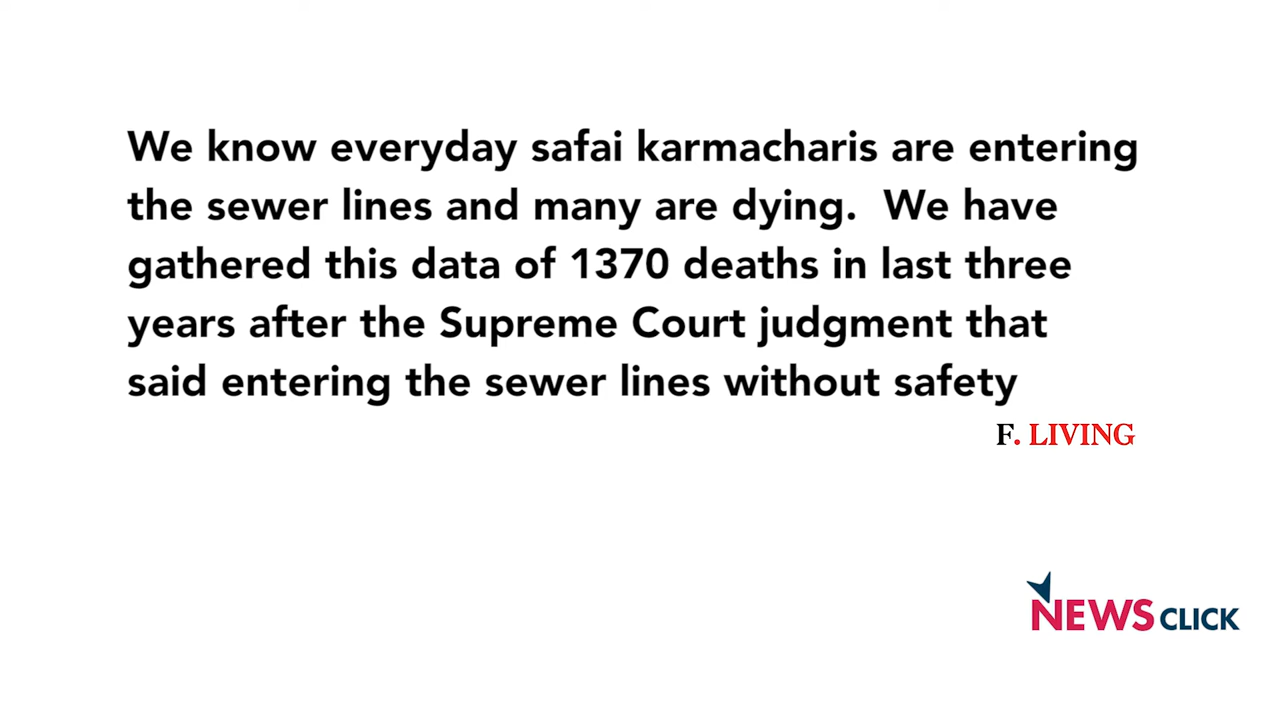 We know everyday safai karmacharis are entering
the sewer lines and many are dying.  We have
gathered this data of 1370 deaths in last three
years after the Supreme Court judgment that
said entering the sewer lines without safety
F. LIVING
NEWSCLICK